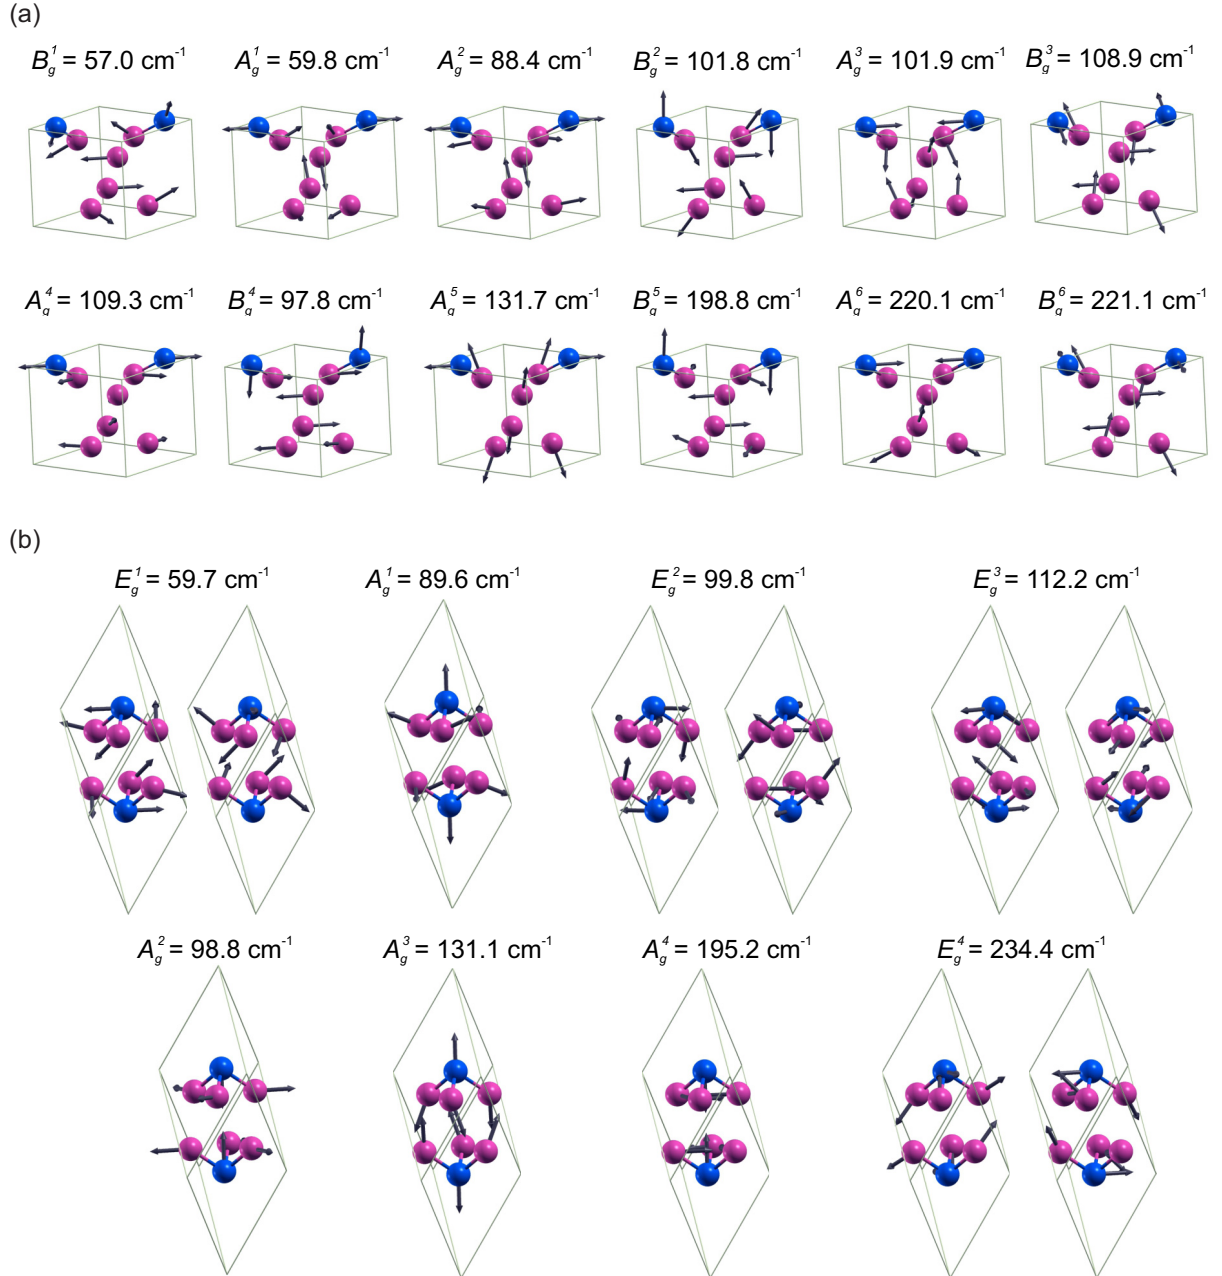 (a)
B_g^1 = 57.0 cm^-1 A_g^1 = 59.8 cm^-1 A_g^2 = 88.4 cm^-1 B_g^2 = 101.8 cm^-1 A_g^3 = 101.9 cm^-1 B_g^3 = 108.9 cm^-1
A_g^4 = 109.3 cm^-1 B_g^4 = 97.8 cm^-1 A_g^5 = 131.7 cm^-1 B_g^5 = 198.8 cm^-1 A_g^6 = 220.1 cm^-1 B_g^6 = 221.1 cm^-1
(b)
E_g^1 = 59.7 cm^-1 A_g^1 = 89.6 cm^-1 E_g^2 = 99.8 cm^-1 E_g^3 = 112.2 cm^-1
A_g^2 = 98.8 cm^-1 A_g^3 = 131.1 cm^-1 A_g^4 = 195.2 cm^-1 E_g^4 = 234.4 cm^-1